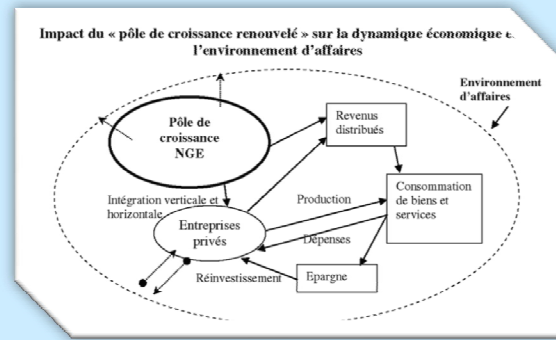 Impact du « pôle de croissance renouvelé » sur la dynamique économique
l'environnement d'affaires
Environnement
d'affaires
Pôle de
croissance
NGE
Revenus
distribués
Intégration verticale et
horizontale
Production
Consommation
de biens et
services
Entreprises
privés
Dépenses
Réinvestissement
Epargne